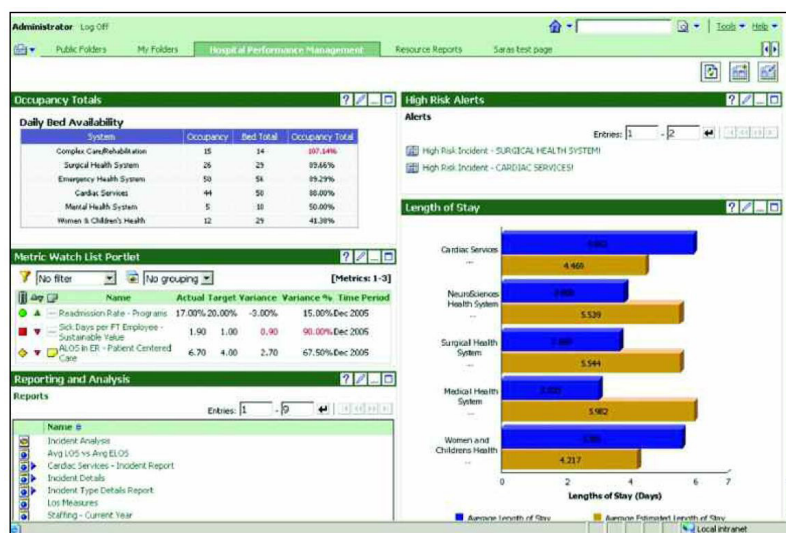 Administrator Log Off
Tools Help
Public Folders My Folders Hospital Performance Management Resource Reports Saras test page
Occupancy Totals
Daily Bed Availability
System Occupancy Bed Total Occupancy Total
Complex Care/Rehabilitation 15 14 107.14%
Surgical Health System 26 29 89.66%
Emergency Health System 50 56 89.29%
Cardiac Services 44 50 88.00%
Mental Health System 5 10 50.00%
Women & Children's Health 12 29 41.38%
Metric Watch List Portlet
No filter No grouping [Metrics: 1-3]
Name Actual Target Variance Variance % Time Period
Readmission Rate - Programs 17.00% 20.00% -3.00% 15.00% Dec 2005
Sick Days per FT Employee - Sustainable Value 1.90 1.00 0.90 90.00% Dec 2005
ALOS in ER - Patient Centered Care 6.70 4.00 2.70 67.50% Dec 2005
Reporting and Analysis
Reports
Entries: 1 - 9
Name
Incident Analysis
Avg LOS vs Avg ELOS
Cardiac Services - Incident Report
Incident Details
Incident Type Details Report
Los Measures
Staffing - Current Year
High Risk Alerts
Alerts
Entries: 1 - 2
High Risk Incident - SURGICAL HEALTH SYSTEM!
High Risk Incident - CARDIAC SERVICES!
Length of Stay
Cardiac Services
...
4.469
NeuroSciences
Health System
...
5.539
Surgical Health
System
...
5.544
Medical Health
System
...
5.982
Women and
Childrens Health
...
4.217
0 2 4 6 7
Lengths of Stay (Days)
Average Length of Stay Average Estimated Length of Stay
Local intranet